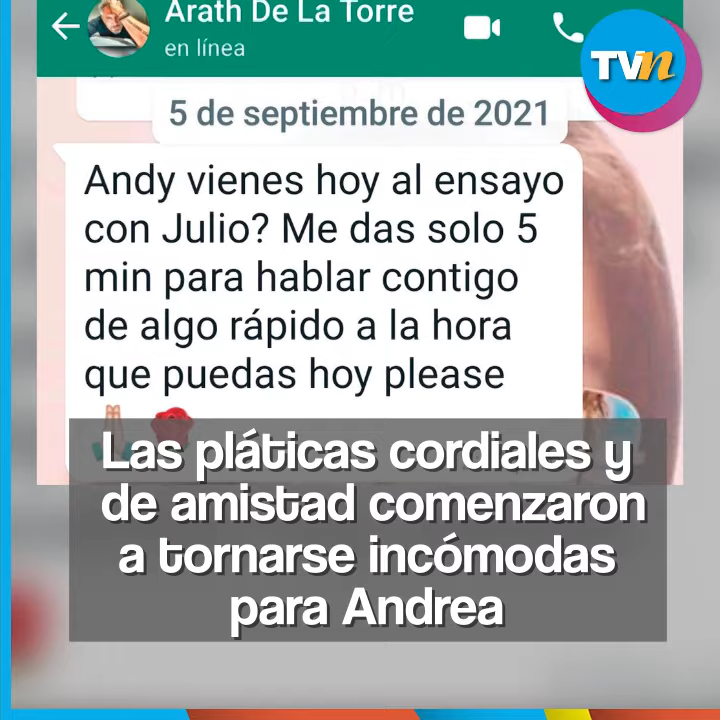 Arath De La Torre
en línea
TVn
5 de septiembre de 2021
Andy vienes hoy al ensayo
con Julio? Me das solo 5
min para hablar contigo
de algo rápido a la hora
que puedas hoy please
Las pláticas cordiales y
de amistad comenzaron
a tornarse incómodas
para Andrea